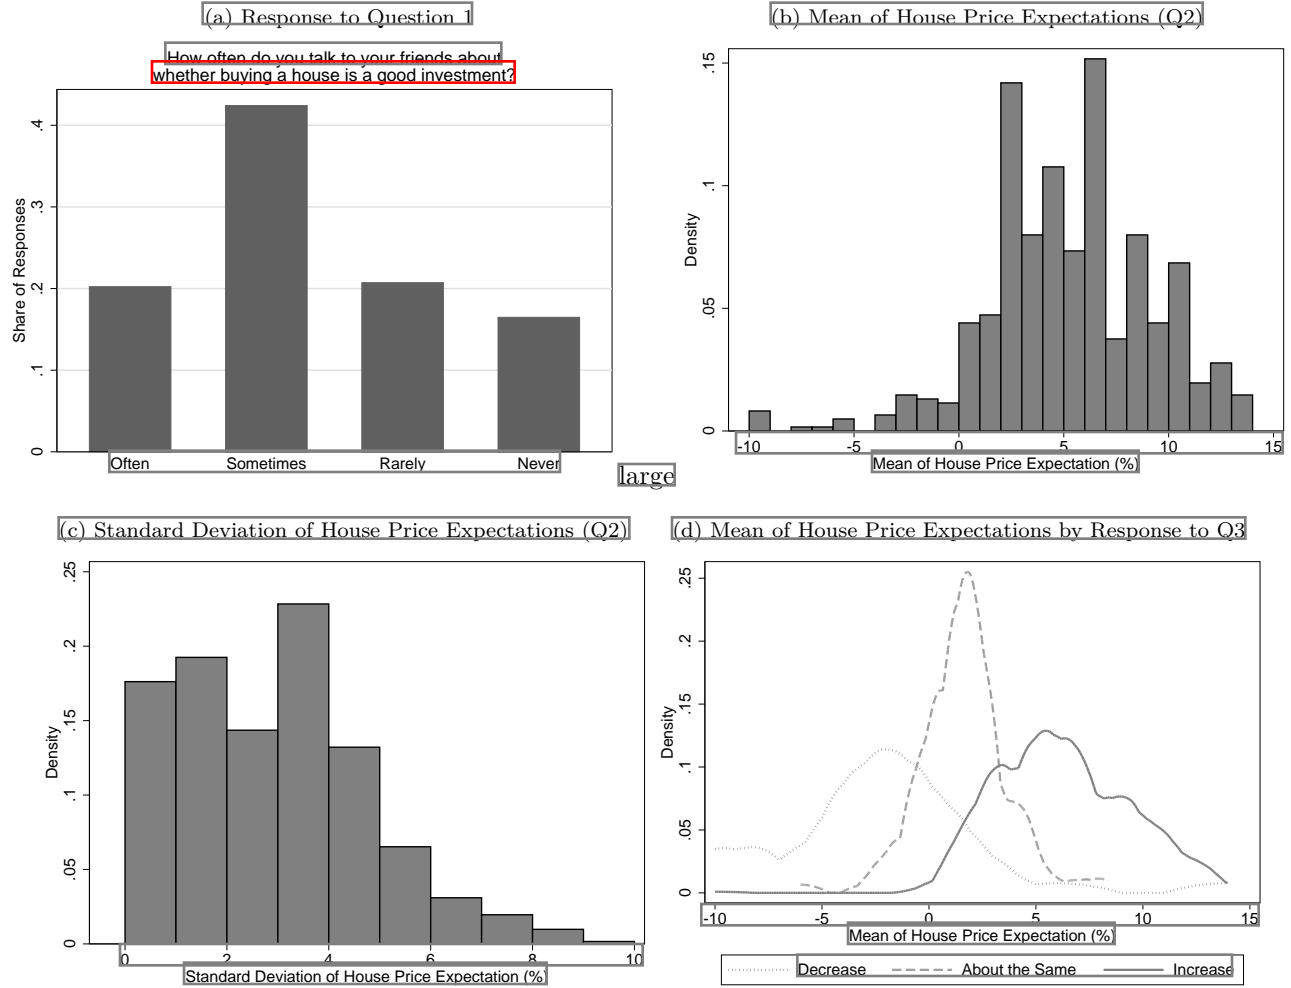 (a) Response to Question 1
How often do you talk to your friends about
whether buying a house is a good investment?
Share of Responses
.4
.3
.2
.1
0
Often Sometimes Rarely Never
(b) Mean of House Price Expectations (Q2)
Density
.15
.1
.05
0
-10 -5 0 5 10 15
Mean of House Price Expectation (%)
large
(c) Standard Deviation of House Price Expectations (Q2)
Density
.25
.2
.15
.1
.05
0
0 2 4 6 8 10
Standard Deviation of House Price Expectation (%)
(d) Mean of House Price Expectations by Response to Q3
Density
.25
.2
.15
.1
.05
0
-10 -5 0 5 10 15
Mean of House Price Expectation (%)
Decrease About the Same Increase